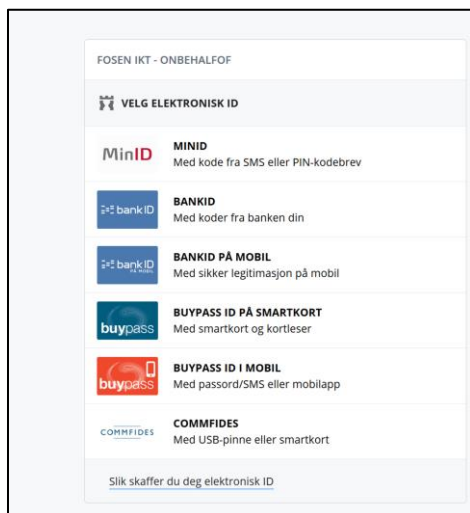 FOSEN IKT - ONBEHALFOF
VELG ELEKTRONISK ID
MinID
MINID
Med kode fra SMS eller PIN-kodebrev
bankID
BANKID
Med koder fra banken din
bankID
PÅ MOBIL
BANKID PÅ MOBIL
Med sikker legitimasjon på mobil
buypass
BUYPASS ID PÅ SMARTKORT
Med smartkort og kortleser
buypass
BUYPASS ID I MOBIL
Med passord/SMS eller mobilapp
COMMFIDES
COMMFIDES
Med USB-pinne eller smartkort
Slik skaffer du deg elektronisk ID